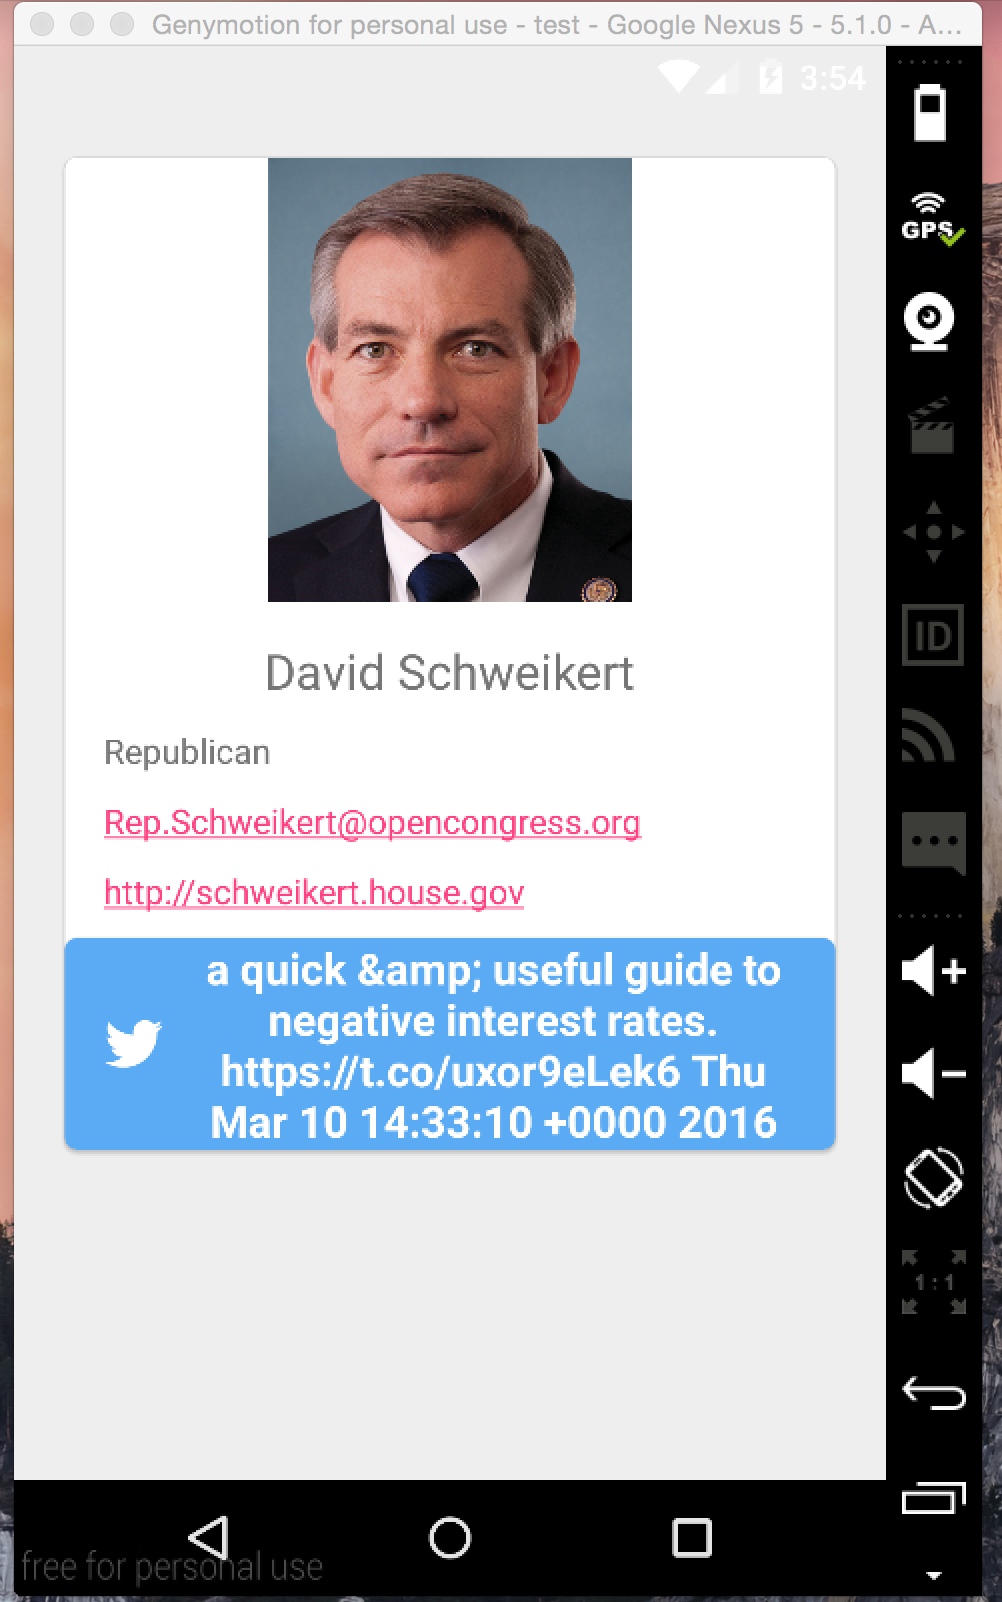 Genymotion for personal use - test - Google Nexus 5 - 5.1.0 - A...
3:54
GPS
David Schweikert
Republican
Rep.Schweikert@opencongress.org
http://schweikert.house.gov
a quick &amp; useful guide to
negative interest rates.
https://t.co/uxor9eLek6 Thu
Mar 10 14:33:10 +0000 2016
ID
1:1
free for personal use